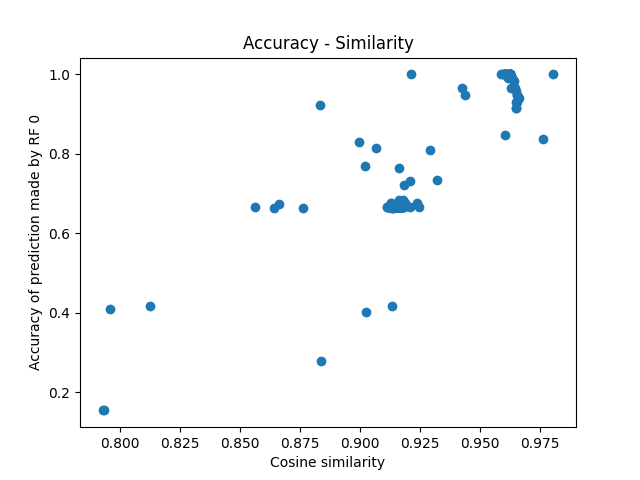 Accuracy - Similarity
1.0
0.8
0.6
0.4
0.2
Accuracy of prediction made by RF 0
0.800 0.825 0.850 0.875 0.900 0.925 0.950 0.975
Cosine similarity